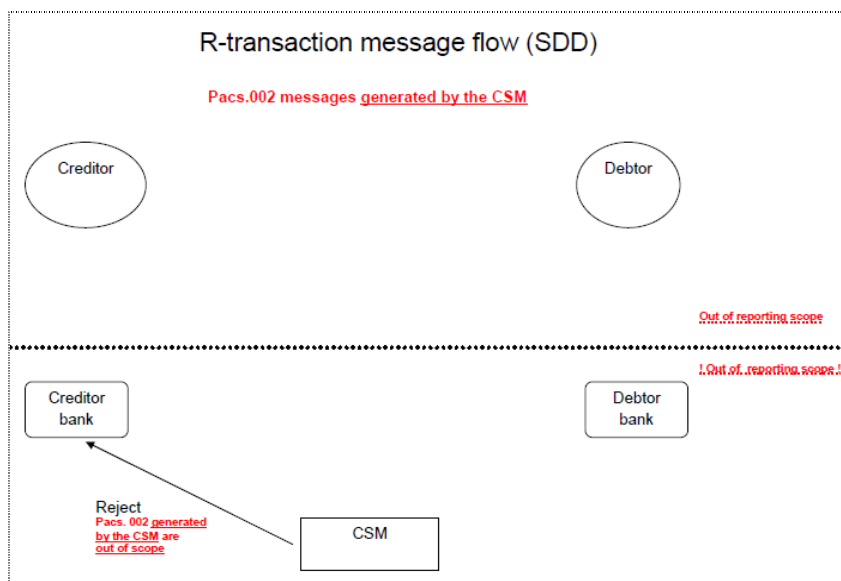 R-transaction message flow (SDD)
Pacs.002 messages generated by the CSM
Creditor
Debtor
Out of reporting scope
! Out of reporting scope !
Creditor
bank
Debtor
bank
Reject
Pacs. 002 generated
by the CSM are
out of scope
CSM